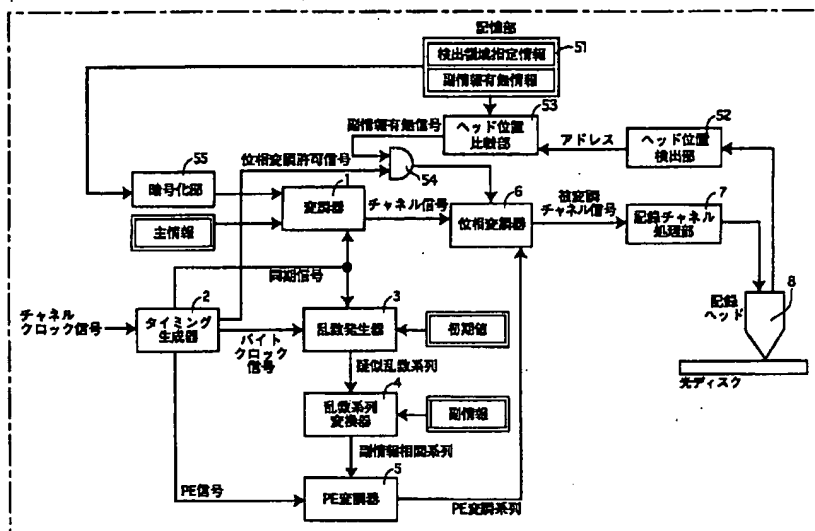 記憶部
51
検出領域指定情報
副情報有無情報
53
52
副情報有無信号
ヘッド位置
比較部
アドレス
ヘッド位置
検出部
55
位相変調許可信号
54
暗号化部
1
6
7
変調器
チャネル信号
位相変調器
被変調
チャネル信号
記録チャネル
処理部
主情報
同期信号
8
2
3
記録
ヘッド
チャネル
クロック信号
タイミング
生成器
乱数発生器
初期値
バイト
クロック
信号
疑似乱数系列
光ディスク
4
乱数系列
変換器
副情報
副情報相関系列
5
PE信号
PE変調器
PE変調系列